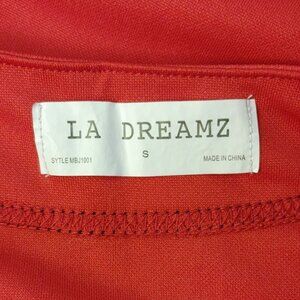 LA DREAMZ
S
SYTLE MBJ1001 MADE IN CHINA